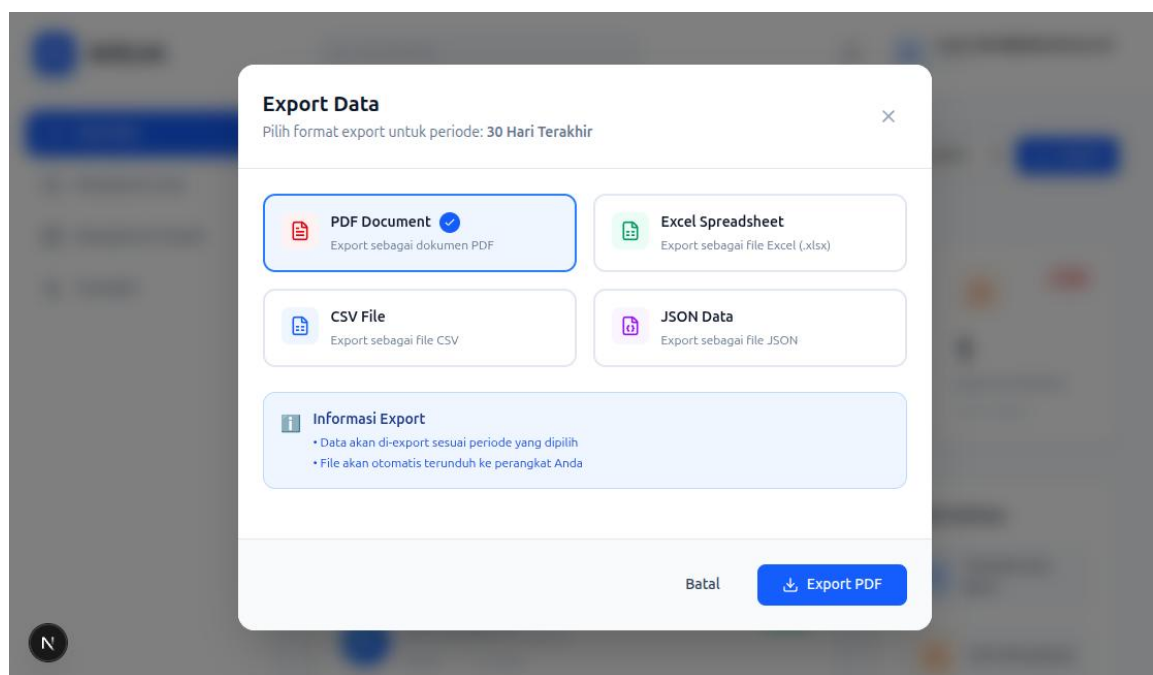 Export Data
Pilih format export untuk periode: 30 Hari Terakhir
PDF Document
Export sebagai dokumen PDF
Excel Spreadsheet
Export sebagai file Excel (.xlsx)
CSV File
Export sebagai file CSV
JSON Data
Export sebagai file JSON
Informasi Export
• Data akan di-export sesuai periode yang dipilih
• File akan otomatis terunduh ke perangkat Anda
Batal
Export PDF
N